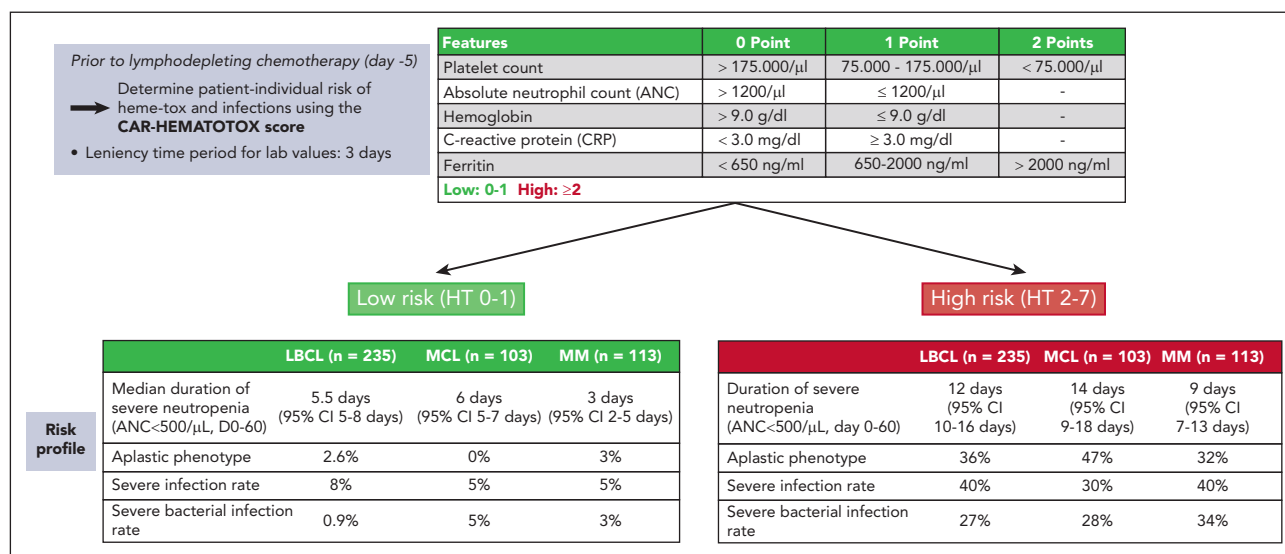 Prior to lymphodepleting chemotherapy (day -5)
Determine patient-individual risk of
heme-tox and infections using the
CAR-HEMATOTOX score
• Leniency time period for lab values: 3 days
Features 0 Point 1 Point 2 Points
Platelet count > 175.000/μl 75.000 - 175.000/μl < 75.000/μl
Absolute neutrophil count (ANC) > 1200/μl ≤ 1200/μl -
Hemoglobin > 9.0 g/dl ≤ 9.0 g/dl -
C-reactive protein (CRP) < 3.0 mg/dl ≥ 3.0 mg/dl -
Ferritin < 650 ng/ml 650-2000 ng/ml > 2000 ng/ml
Low: 0-1 High: ≥2
Low risk (HT 0-1)
High risk (HT 2-7)
Risk
profile
LBCL (n = 235) MCL (n = 103) MM (n = 113)
Median duration of
severe neutropenia
(ANC<500/μL, D0-60)
5.5 days
(95% CI 5-8 days)
6 days
(95% CI 5-7 days)
3 days
(95% CI 2-5 days)
Aplastic phenotype 2.6% 0% 3%
Severe infection rate 8% 5% 5%
Severe bacterial infection
rate
0.9% 5% 3%
LBCL (n = 235) MCL (n = 103) MM (n = 113)
Duration of severe
neutropenia
(ANC<500/μL, day 0-60)
12 days
(95% CI
10-16 days)
14 days
(95% CI
9-18 days)
9 days
(95% CI
7-13 days)
Aplastic phenotype 36% 47% 32%
Severe infection rate 40% 30% 40%
Severe bacterial infection
rate
27% 28% 34%